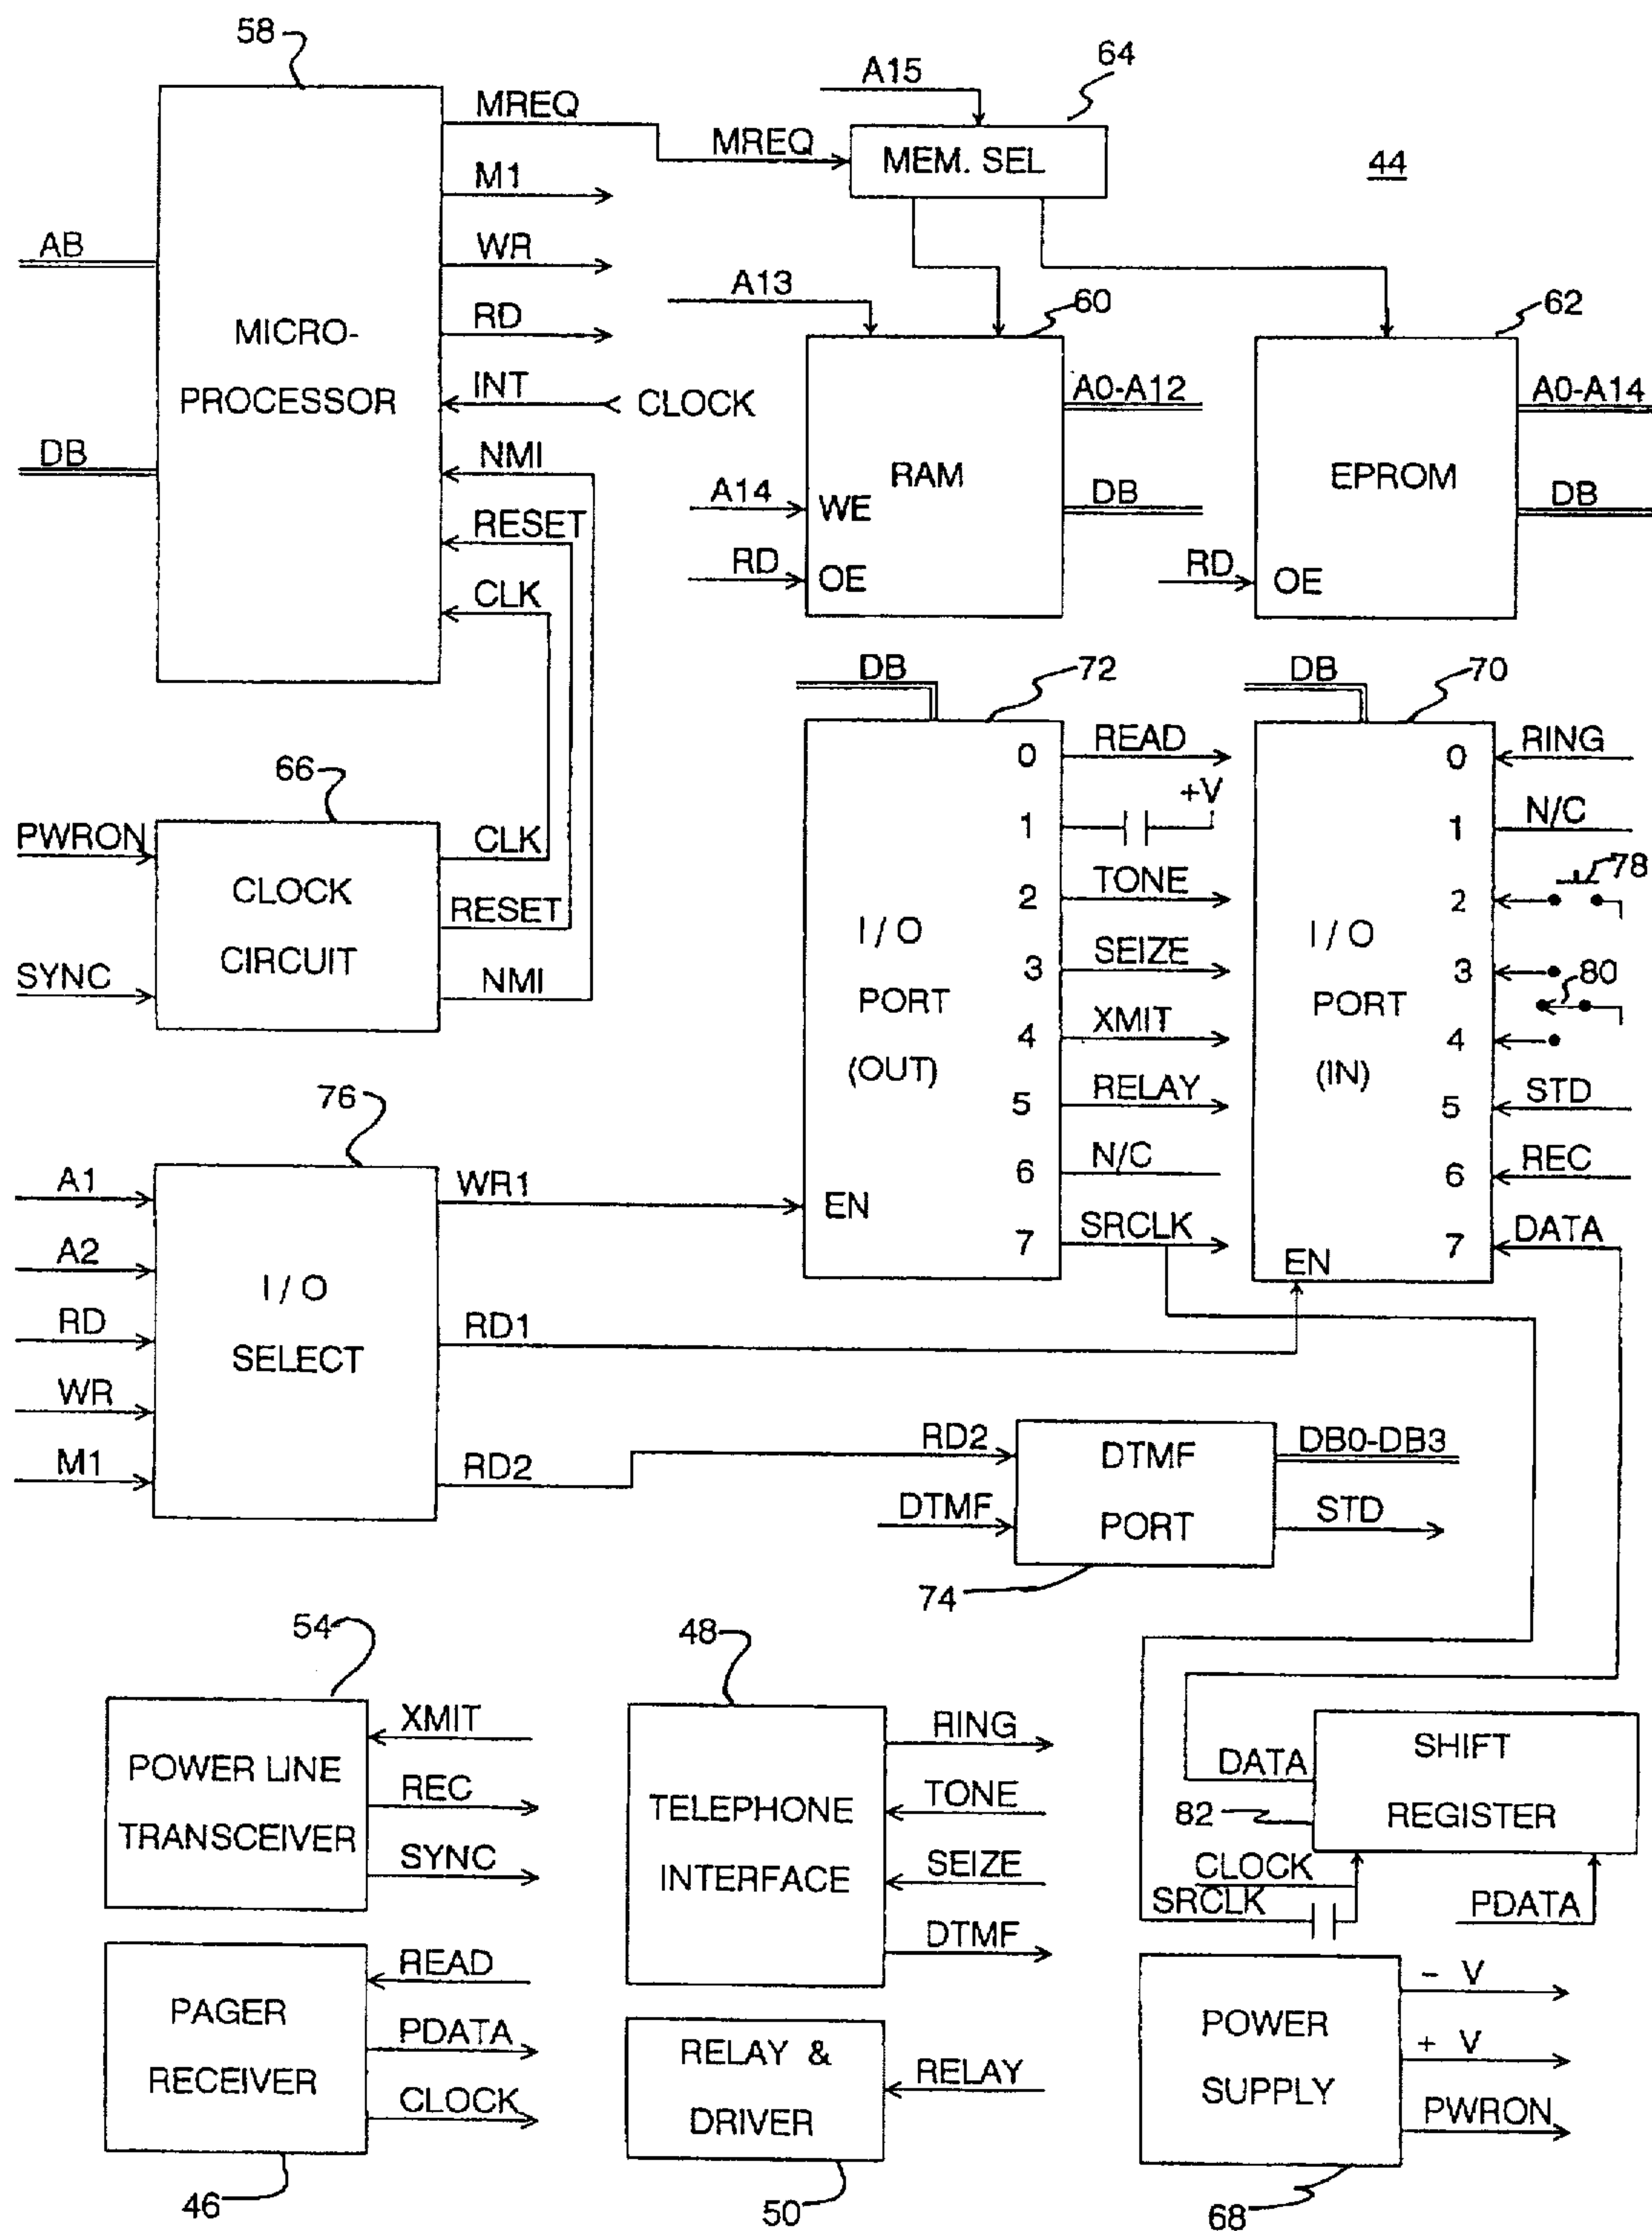 58
MREQ
MREQ
A15
64
MEM. SEL
44
M1
AB
WR
A13
RD
60
62
MICRO-
PROCESSOR
INT
CLOCK
A0-A12
A0-A14
DB
NMI
RAM
EPROM
A14
WE
DB
DB
RESET
RD
OE
RD
OE
CLK
DB
72
DB
70
0
READ
0
RING
66
+V
1
1
N/C
PWRON
CLK
CLOCK
CIRCUIT
2
TONE
2
78
RESET
I / O
PORT
(OUT)
I / O
PORT
(IN)
3
SEIZE
3
80
SYNC
NMI
4
XMIT
4
76
5
RELAY
5
STD
A1
WR1
6
N/C
6
REC
EN
7
SRCLK
7
DATA
A2
EN
I / O
SELECT
RD
RD1
WR
M1
RD2
RD2
DTMF
PORT
DB0-DB3
DTMF
STD
74
54
48
XMIT
RING
POWER LINE
TRANSCEIVER
REC
TELEPHONE
INTERFACE
TONE
DATA
SHIFT
REGISTER
82
SYNC
SEIZE
CLOCK
SRCLK
PDATA
READ
DTMF
PAGER
RECEIVER
PDATA
RELAY &
DRIVER
RELAY
CLOCK
POWER
SUPPLY
- V
+ V
PWRON
46
50
68